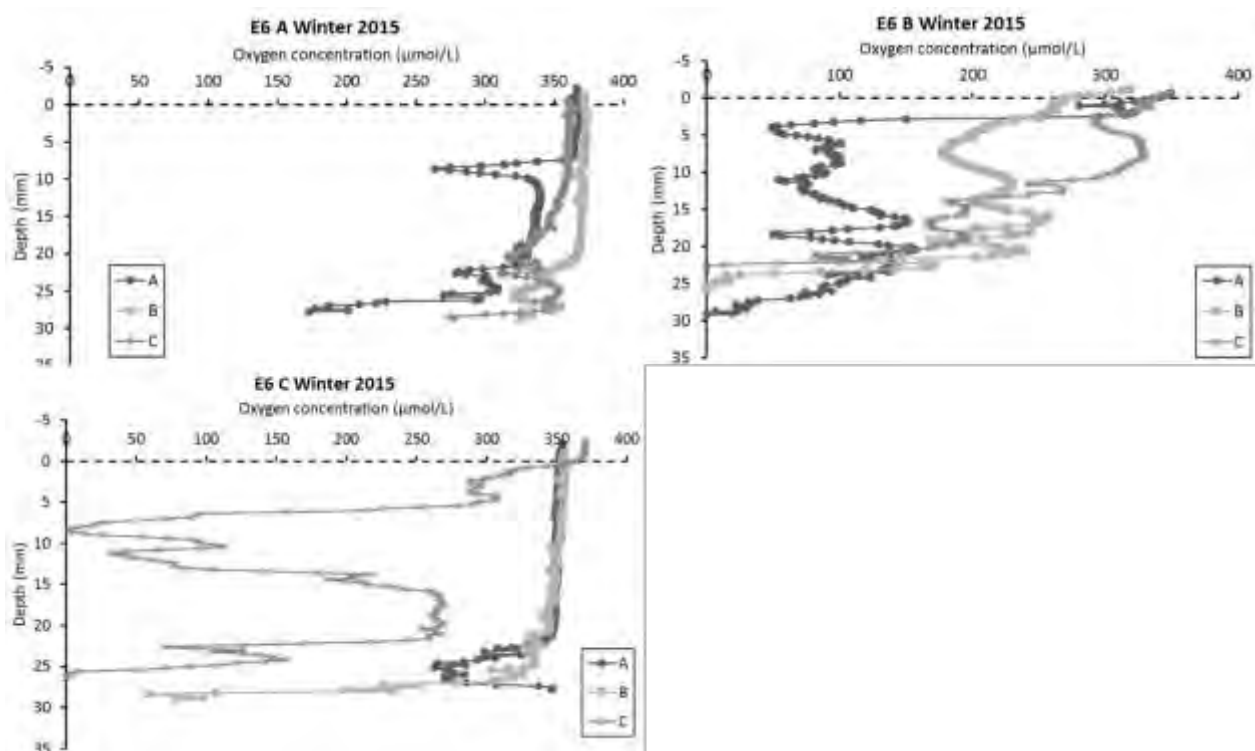 E6 A Winter 2015
Oxygen concentration (µmol/L)
-5 0 50 100 150 200 250 300 350 400
0
5
10
15
20
25
30
35
Depth (mm)
A
B
C
E6 B Winter 2015
Oxygen concentration (µmol/L)
-5 0 100 200 300 400
0
5
10
15
20
25
30
35
Depth (mm)
A
B
C
E6 C Winter 2015
Oxygen concentration (µmol/L)
-5 0 50 100 150 200 250 300 350 400
0
5
10
15
20
25
30
35
Depth (mm)
A
B
C